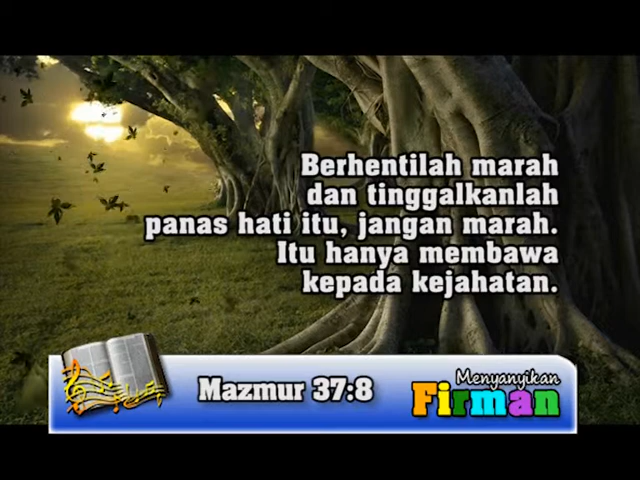 Berhentilah marah
dan tinggalkanlah
panas hati itu, jangan marah.
Itu hanya membawa
kepada kejahatan.
Mazmur 37:8
Menyanyikan
Firman